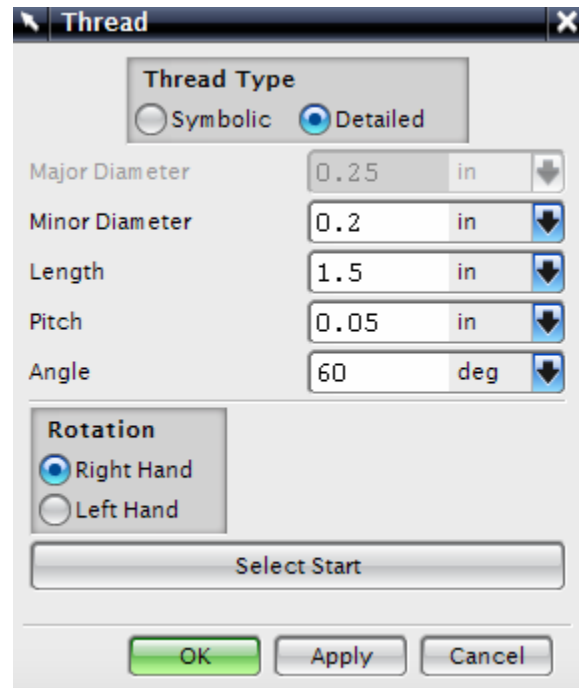 Thread
Thread Type
Symbolic Detailed
Major Diameter 0.25 in
Minor Diameter 0.2 in
Length 1.5 in
Pitch 0.05 in
Angle 60 deg
Rotation
Right Hand
Left Hand
Select Start
OK Apply Cancel